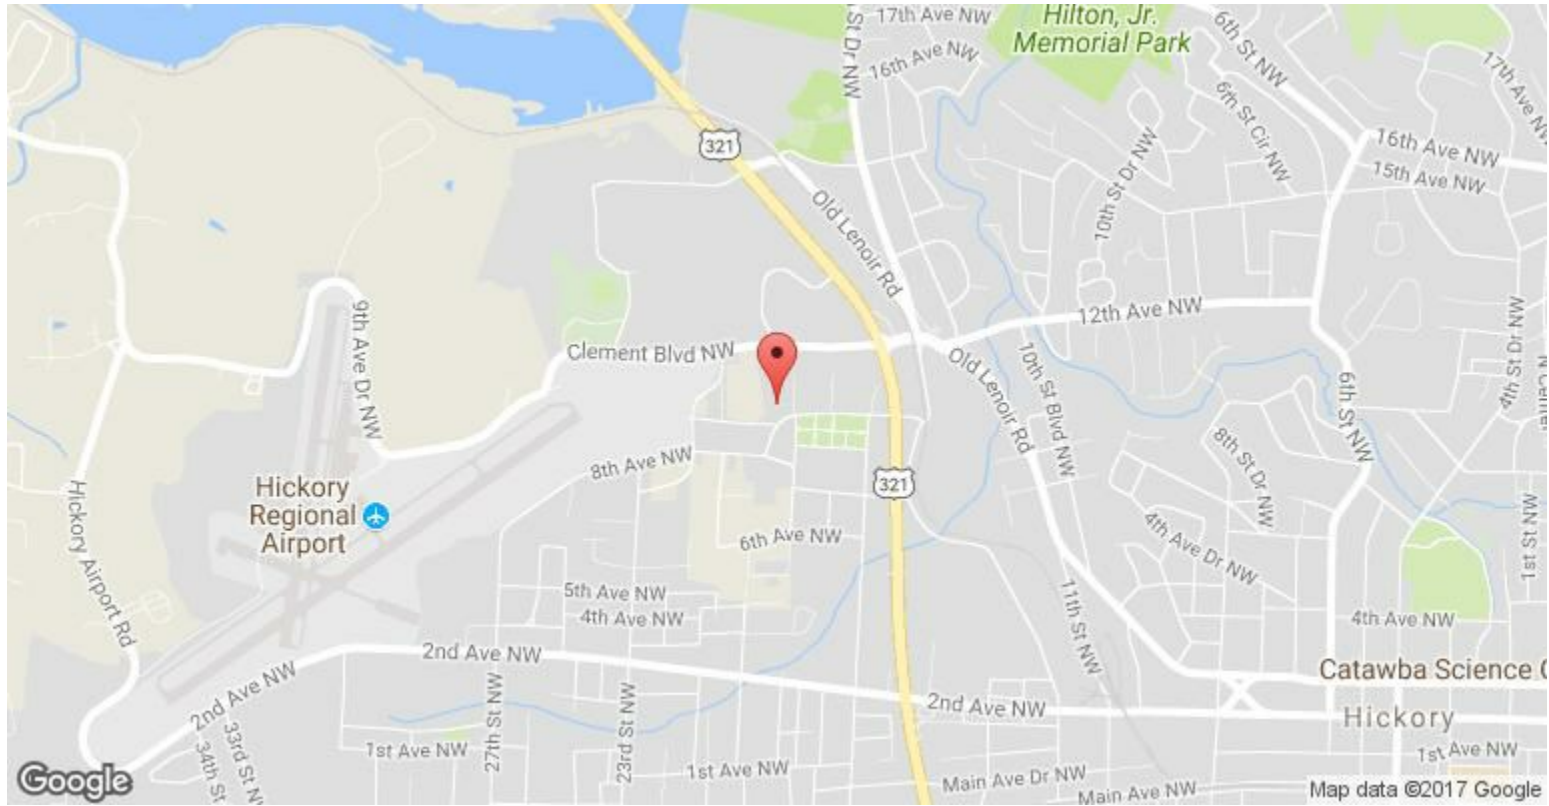 17th Ave NW
Hilton, Jr.
Memorial Park
6th St NW
17th Ave NW
St Dr NW
16th Ave NW
6th St Cir NW
321
16th Ave NW
15th Ave NW
10th St Dr NW
Old Lenoir Rd
12th Ave NW
9th Ave Dr NW
Clement Blvd NW
Old Lenoir Rd
10th St Blvd NW
6th St NW
4th St Dr NW
8th Ave NW
8th St Dr NW
321
Hickory
Regional
Airport
Hickory Airport Rd
6th Ave NW
4th Ave Dr NW
1st St NW
5th Ave NW
4th Ave NW
11th St NW
4th Ave NW
2nd Ave NW
2nd Ave NW
Catawba Science
27th St NW
23rd St NW
2nd Ave NW
Hickory
33rd St
34th St
1st Ave NW
1st Ave NW
1st Ave NW
Main Ave Dr NW
Main Ave NW
Google
Map data ©2017 Google